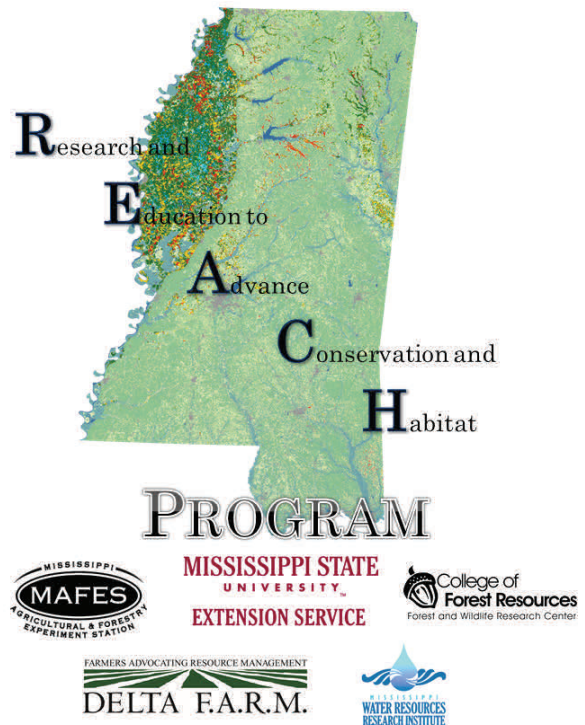 Research and
Education to
Advance
Conservation and
Habitat
PROGRAM
MISSISSIPPI
MAFES
AGRICULTURAL & FORESTRY
EXPERIMENT STATION
MISSISSIPPI STATE
UNIVERSITY™
EXTENSION SERVICE
College of
Forest Resources
Forest and Wildlife Research Center
FARMERS ADVOCATING RESOURCE MANAGEMENT
DELTA F.A.R.M.
MISSISSIPPI
WATER RESOURCES
RESEARCH INSTITUTE